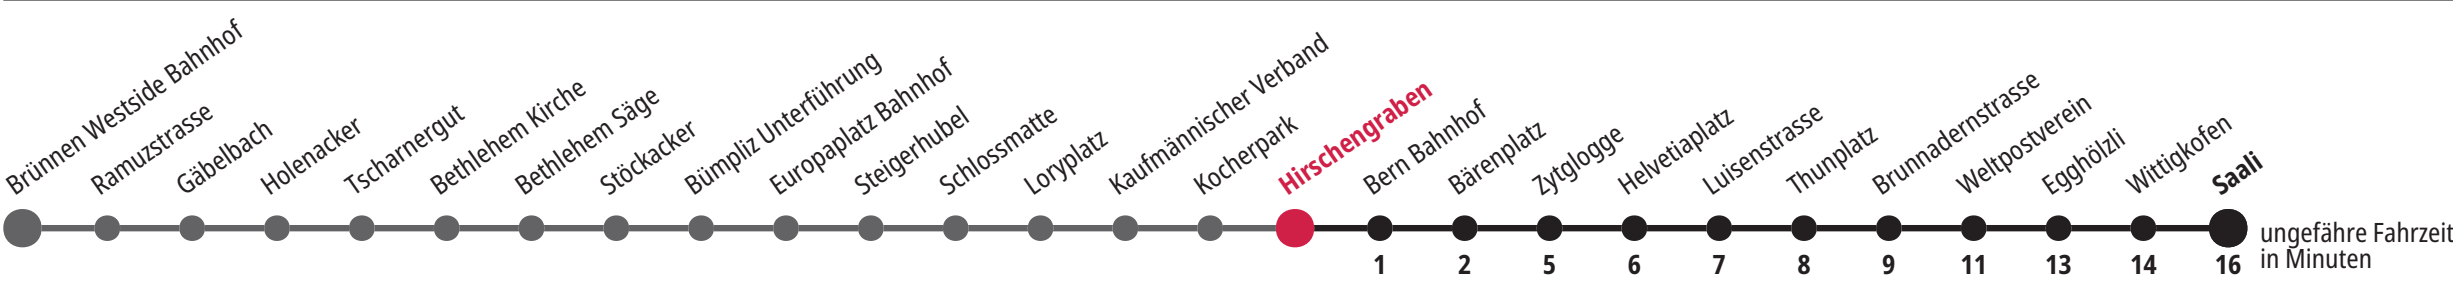 Brünnen Westside Bahnhof
Ramuzstrasse
Gäbelbach
Holenacker
Tscharnergut
Bethlehem Kirche
Bethlehem Säge
Stöckacker
Bümpliz Unterführung
Europaplatz Bahnhof
Steigerhubel
Schlossmatte
Loryplatz
Kaufmännischer Verband
Kocherpark
Hirschengraben
Bern Bahnhof
Bärenplatz
Zytglogge
Helvetiaplatz
Luisenstrasse
Thunplatz
Brunnadernstrasse
Weltpostverein
Egghölzli
Wittigkofen
Saali
1 2 5 6 7 8 9 11 13 14 16
ungefähre Fahrzeit
in Minuten